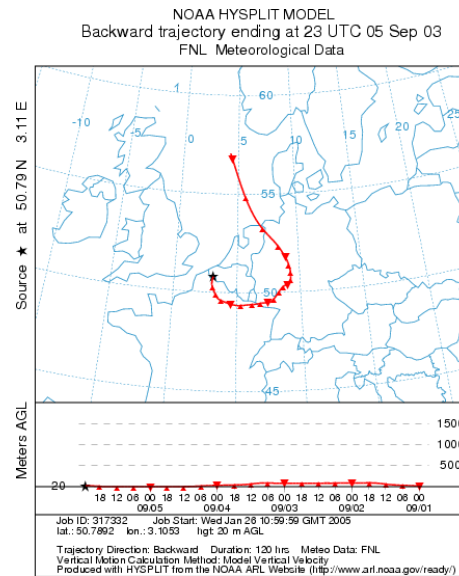 NOAA HYSPLIT MODEL
Backward trajectory ending at 23 UTC 05 Sep 03
FNL Meteorological Data
Source ★ at 50.79 N 3.11 E
-10
-5
0
1
5
10
15
20
25
60
55
50
45
Meters AGL
20
1500
1000
500
18 12 06 00 18 12 06 00 18 12 06 00 18 12 06 00 18 12 06 00
09/05 09/04 09/03 09/02 09/01
Job ID: 317332 Job Start: Wed Jan 26 10:59:59 GMT 2005
lat.: 50.7892 lon.: 3.1053 hgt: 20 m AGL
Trajectory Direction: Backward Duration: 120 hrs Meteo Data: FNL
Vertical Motion Calculation Method: Model Vertical Velocity
Produced with HYSPLIT from the NOAA ARL Website (http://www.arl.noaa.gov/ready/)